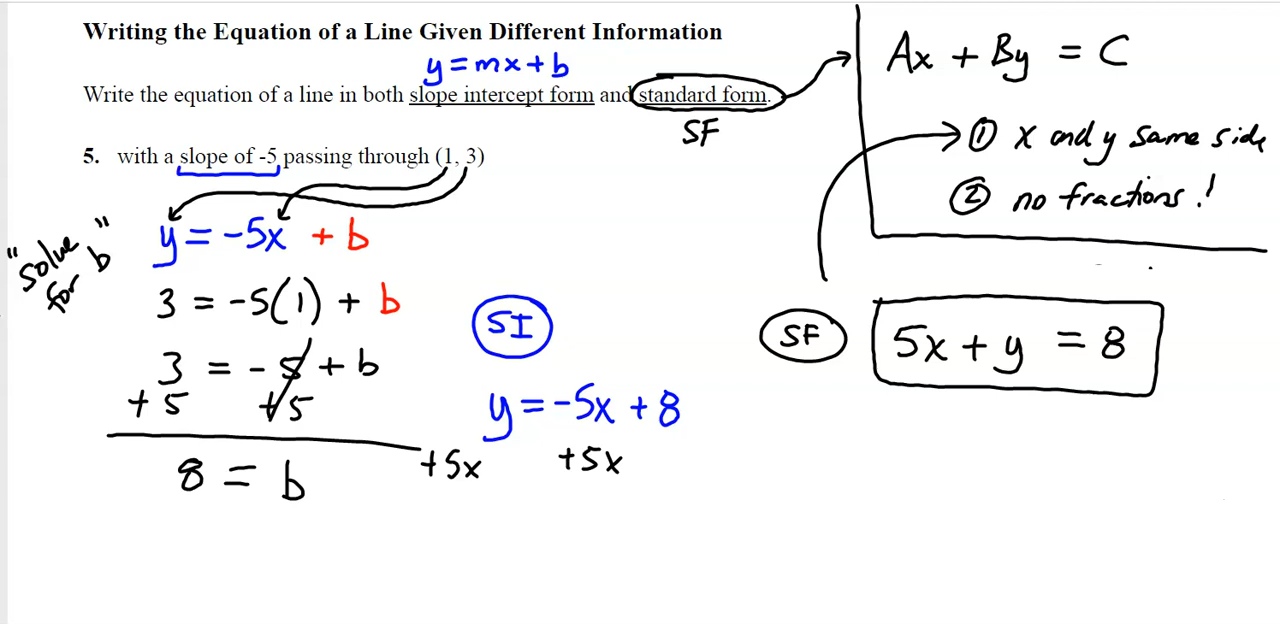 Writing the Equation of a Line Given Different Information
y = mx + b
Write the equation of a line in both slope intercept form and standard form.
SF
Ax + By = C
① x and y same side
② no fractions!
5. with a slope of -5 passing through (1, 3)
"solve for b"
y = -5x + b
3 = -5(1) + b
3 = -5 + b
+5 +5
8 = b
SI
y = -5x + 8
+5x +5x
SF
5x + y = 8